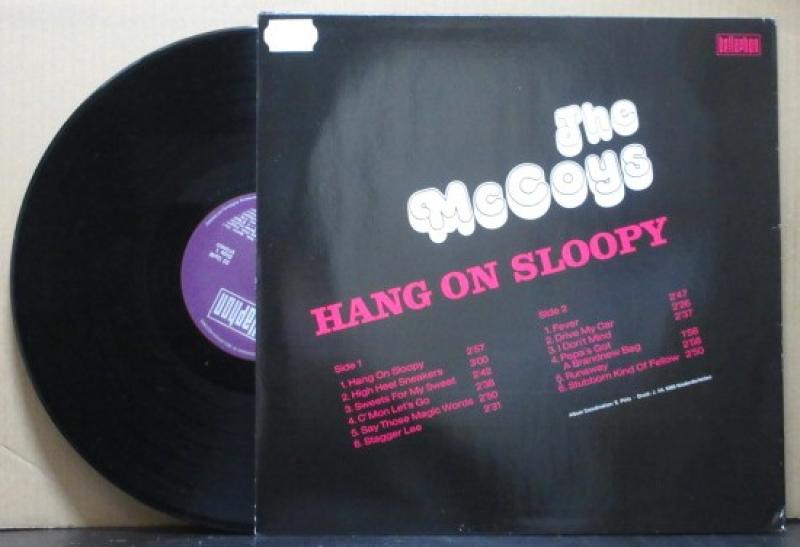 bellaphon
The
McCoys
HANG ON SLOOPY
Side 1
1. Hang On Sloopy 2'57
2. High Heel Sneakers 3'00
3. Sweets For My Sweet 2'42
4. C'Mon Let's Go 2'38
5. Say Those Magic Words 2'50
6. Stagger Lee 2'31
Side 2
1. Fever 2'47
2. Drive My Car 2'26
3. I Don't Mind 2'37
4. Papa's Got
A Brandnew Bag 1'58
5. Runaway 2'58
6. Stubborn Kind Of Fellow 2'50
Album Coordination: